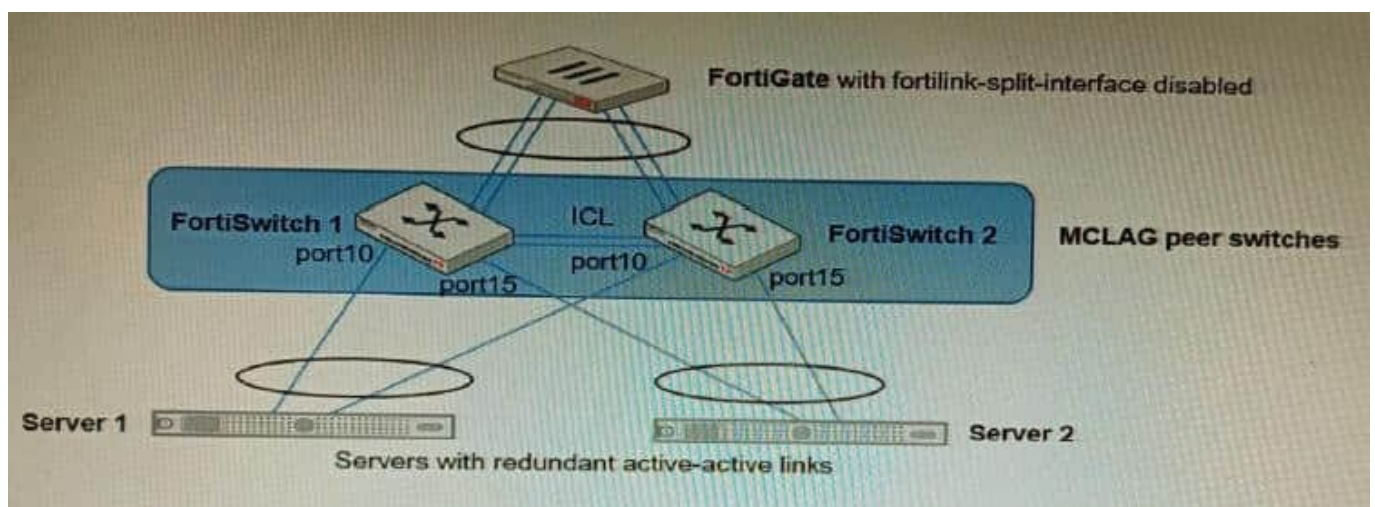 FortiGate with fortilink-split-interface disabled
FortiSwitch 1
ICL
FortiSwitch 2
MCLAG peer switches
port10
port10
port15
port15
Server 1
Server 2
Servers with redundant active-active links